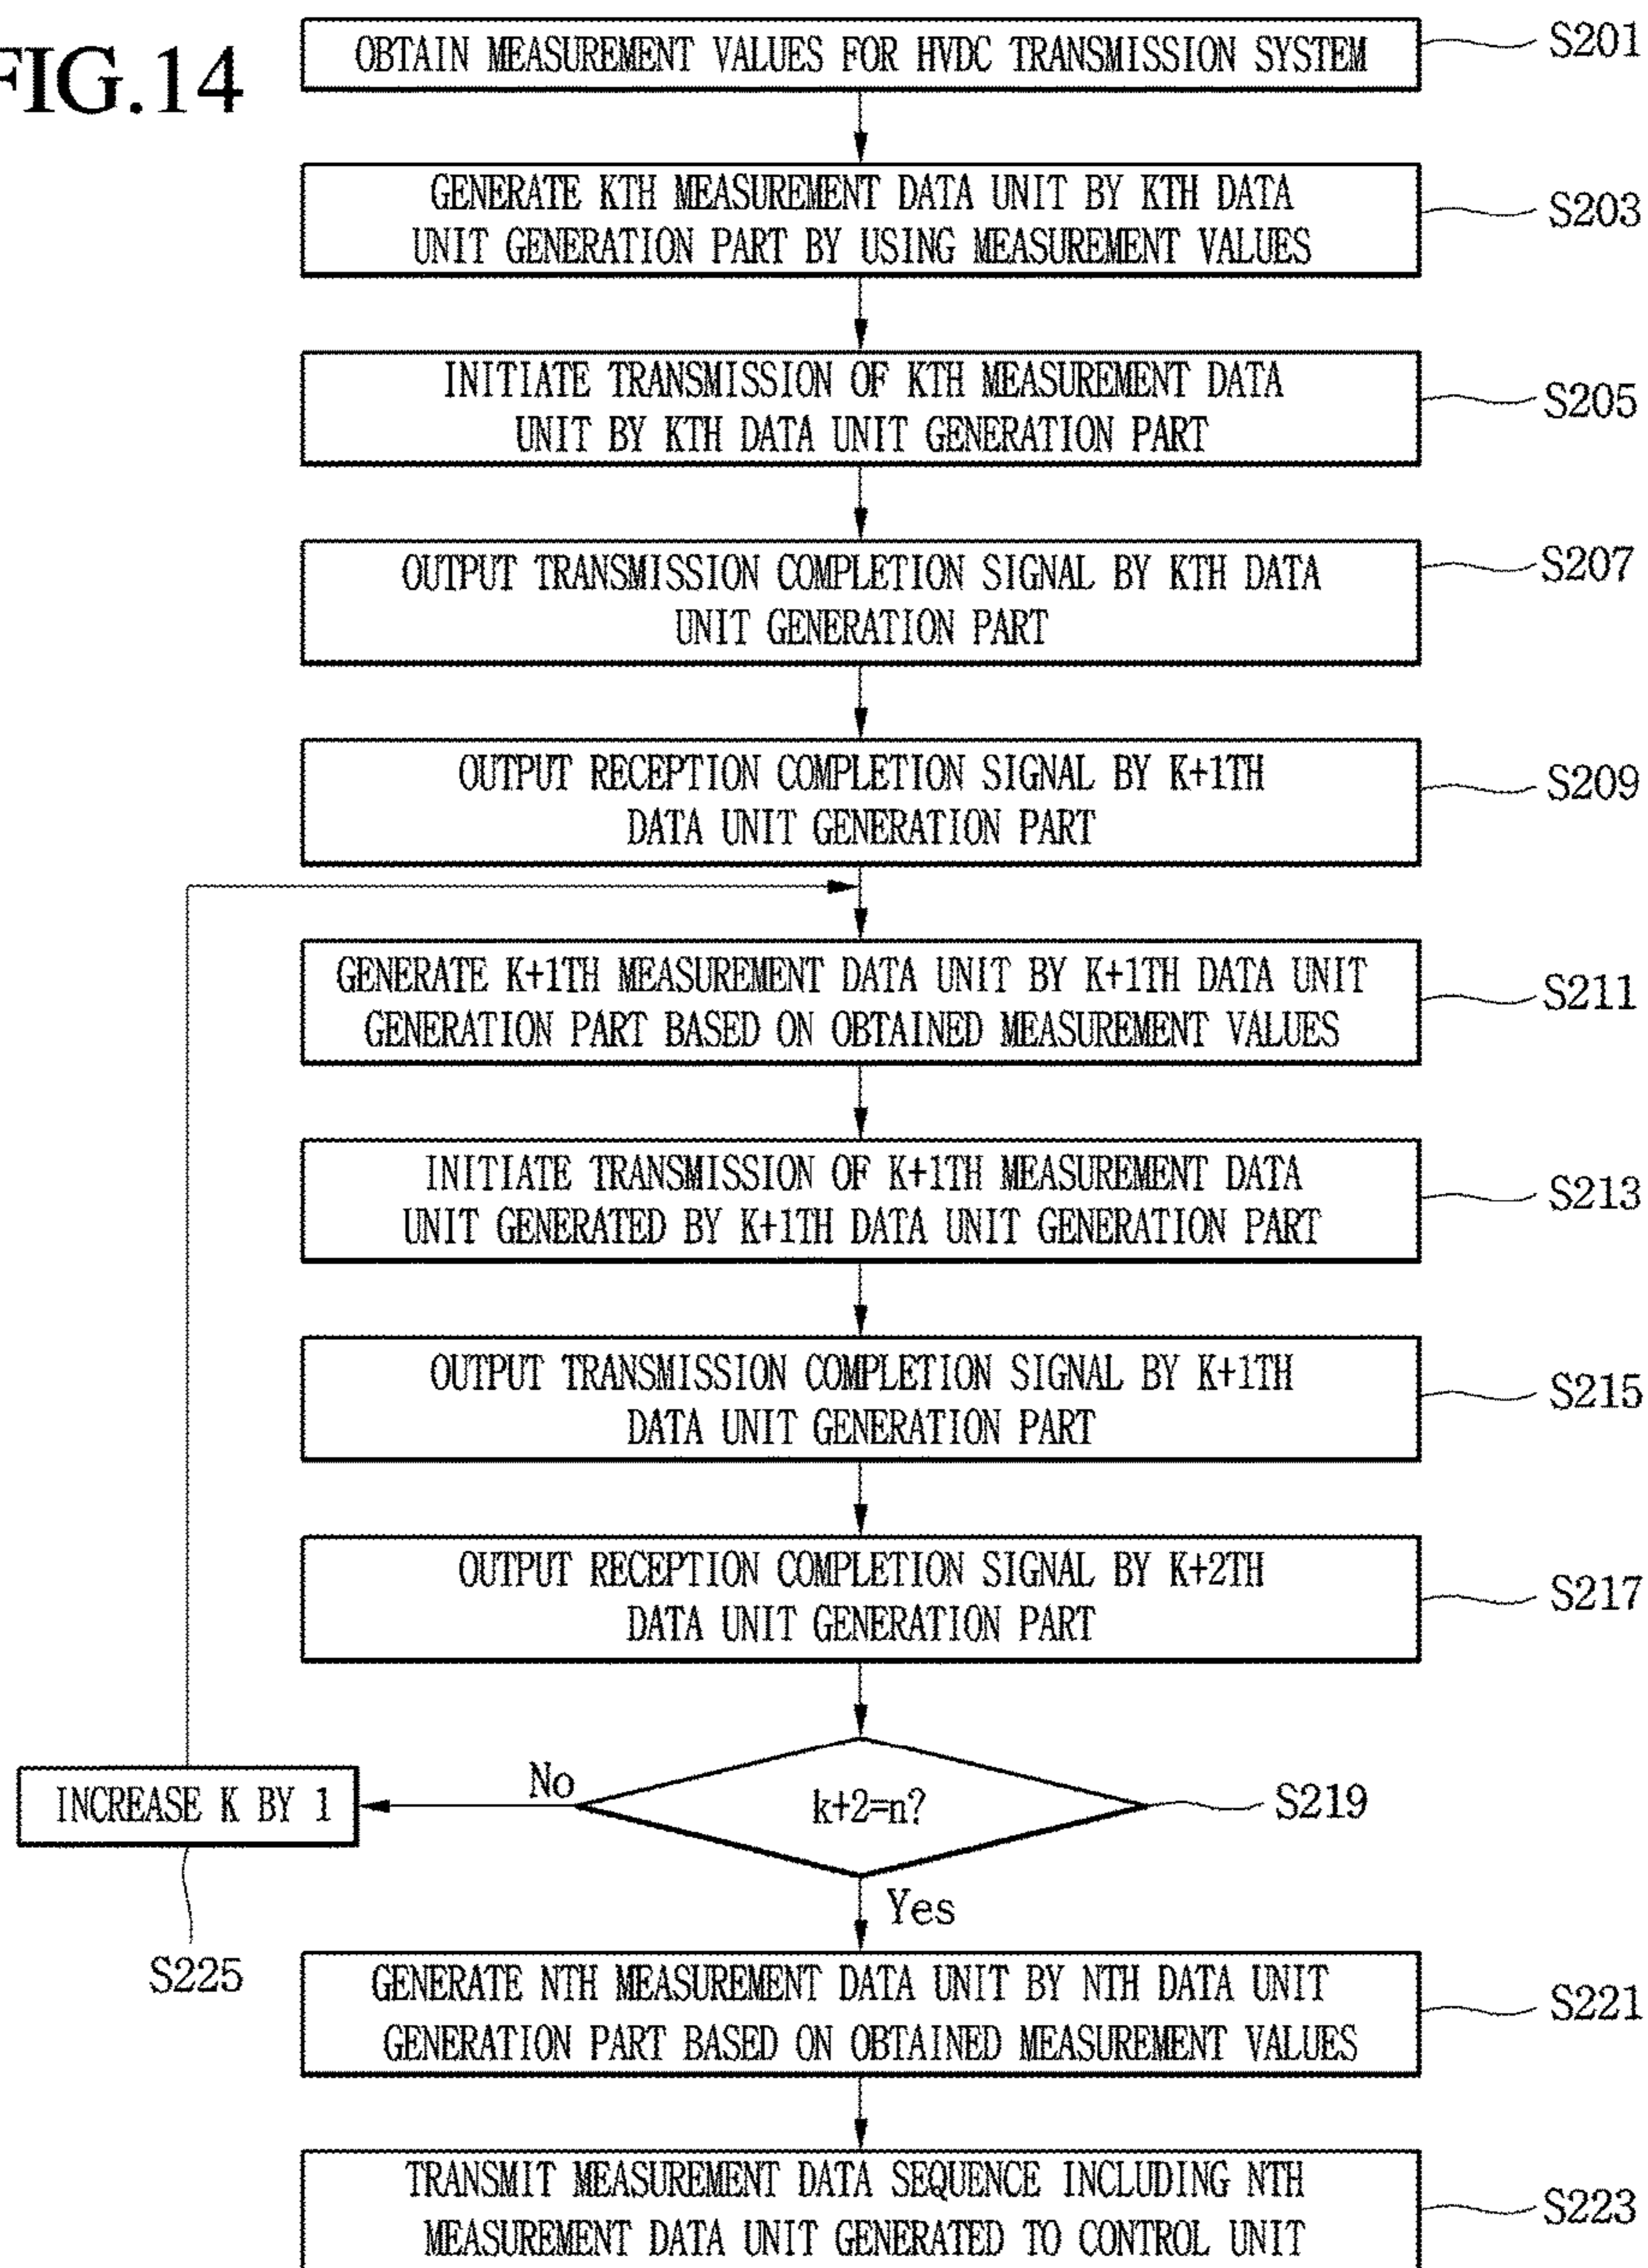 FIG.14
OBTAIN MEASUREMENT VALUES FOR HVDC TRANSMISSION SYSTEM
S201
GENERATE KTH MEASUREMENT DATA UNIT BY KTH DATA
UNIT GENERATION PART BY USING MEASUREMENT VALUES
S203
INITIATE TRANSMISSION OF KTH MEASUREMENT DATA
UNIT BY KTH DATA UNIT GENERATION PART
S205
OUTPUT TRANSMISSION COMPLETION SIGNAL BY KTH DATA
UNIT GENERATION PART
S207
OUTPUT RECEPTION COMPLETION SIGNAL BY K+1TH
DATA UNIT GENERATION PART
S209
GENERATE K+1TH MEASUREMENT DATA UNIT BY K+1TH DATA UNIT
GENERATION PART BASED ON OBTAINED MEASUREMENT VALUES
S211
INITIATE TRANSMISSION OF K+1TH MEASUREMENT DATA
UNIT GENERATED BY K+1TH DATA UNIT GENERATION PART
S213
OUTPUT TRANSMISSION COMPLETION SIGNAL BY K+1TH
DATA UNIT GENERATION PART
S215
OUTPUT RECEPTION COMPLETION SIGNAL BY K+2TH
DATA UNIT GENERATION PART
S217
INCREASE K BY 1
No
k+2=n?
S219
Yes
S225
GENERATE NTH MEASUREMENT DATA UNIT BY NTH DATA UNIT
GENERATION PART BASED ON OBTAINED MEASUREMENT VALUES
S221
TRANSMIT MEASUREMENT DATA SEQUENCE INCLUDING NTH
MEASUREMENT DATA UNIT GENERATED TO CONTROL UNIT
S223